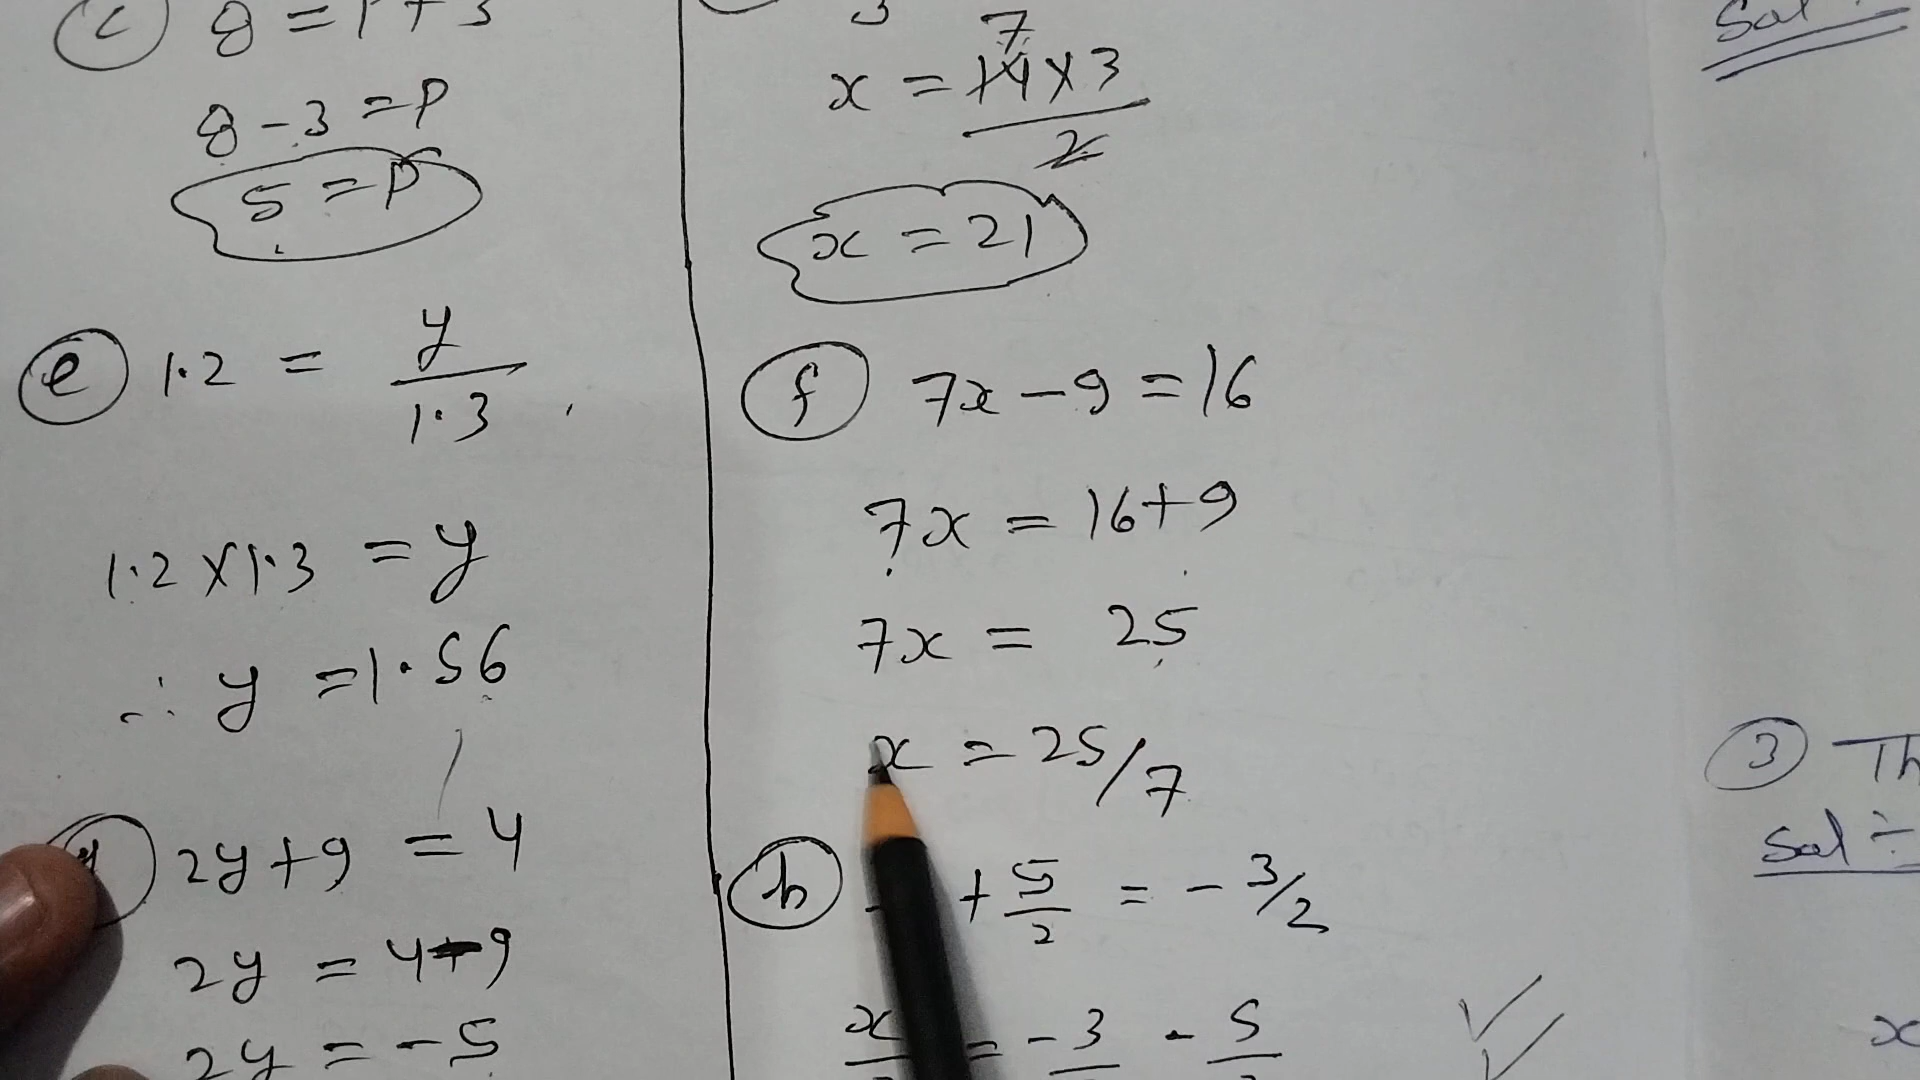 (c) 8 = P + 3
8 - 3 = P
5 = P
(e) 1.2 = y/1.3
1.2 x 1.3 = y
∴ y = 1.56
2y + 9 = 4
2y = 4 - 9
2y = -5
3
7
x = 14 x 3 / 2
x = 21
(f) 7x - 9 = 16
7x = 16 + 9
7x = 25
x = 25/7
(h) + 5/2 = - 3/2
x = -3 - 5
Sol
(3) Th
Sol ÷
x